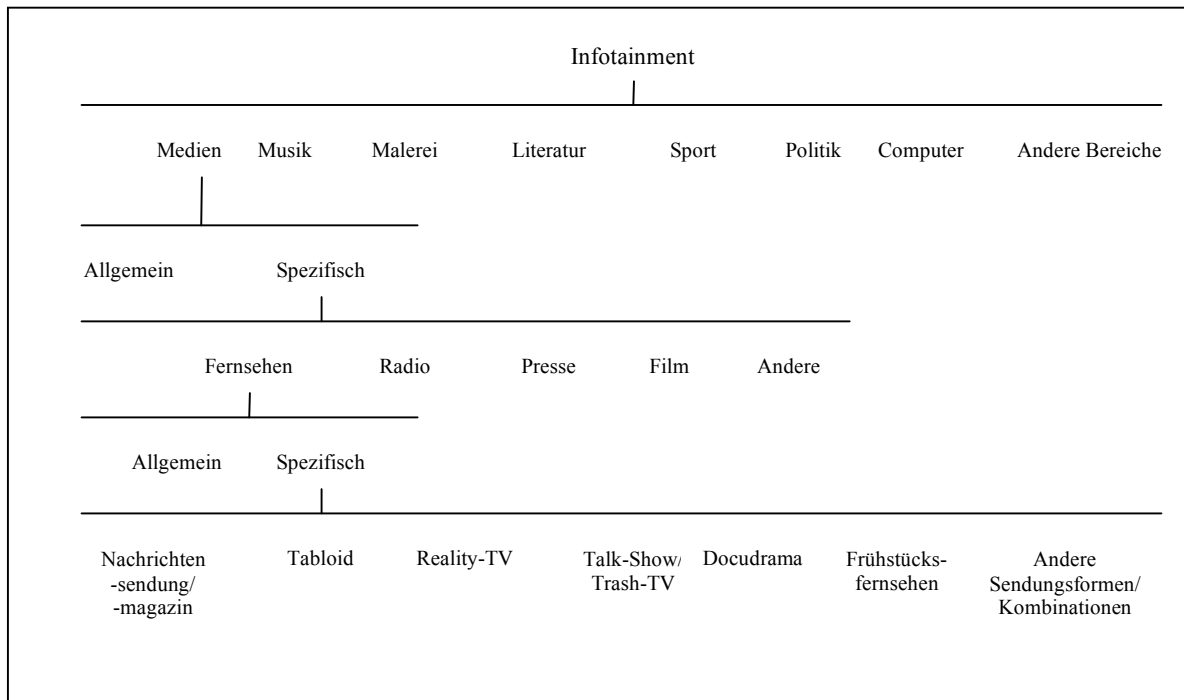 Infotainment
Medien Musik Malerei Literatur Sport Politik Computer Andere Bereiche
Allgemein Spezifisch
Fernsehen Radio Presse Film Andere
Allgemein Spezifisch
Nachrichten
-sendung/
-magazin
Tabloid
Reality-TV
Talk-Show/
Trash-TV
Docudrama
Frühstücks-
fernsehen
Andere
Sendungsformen/
Kombinationen